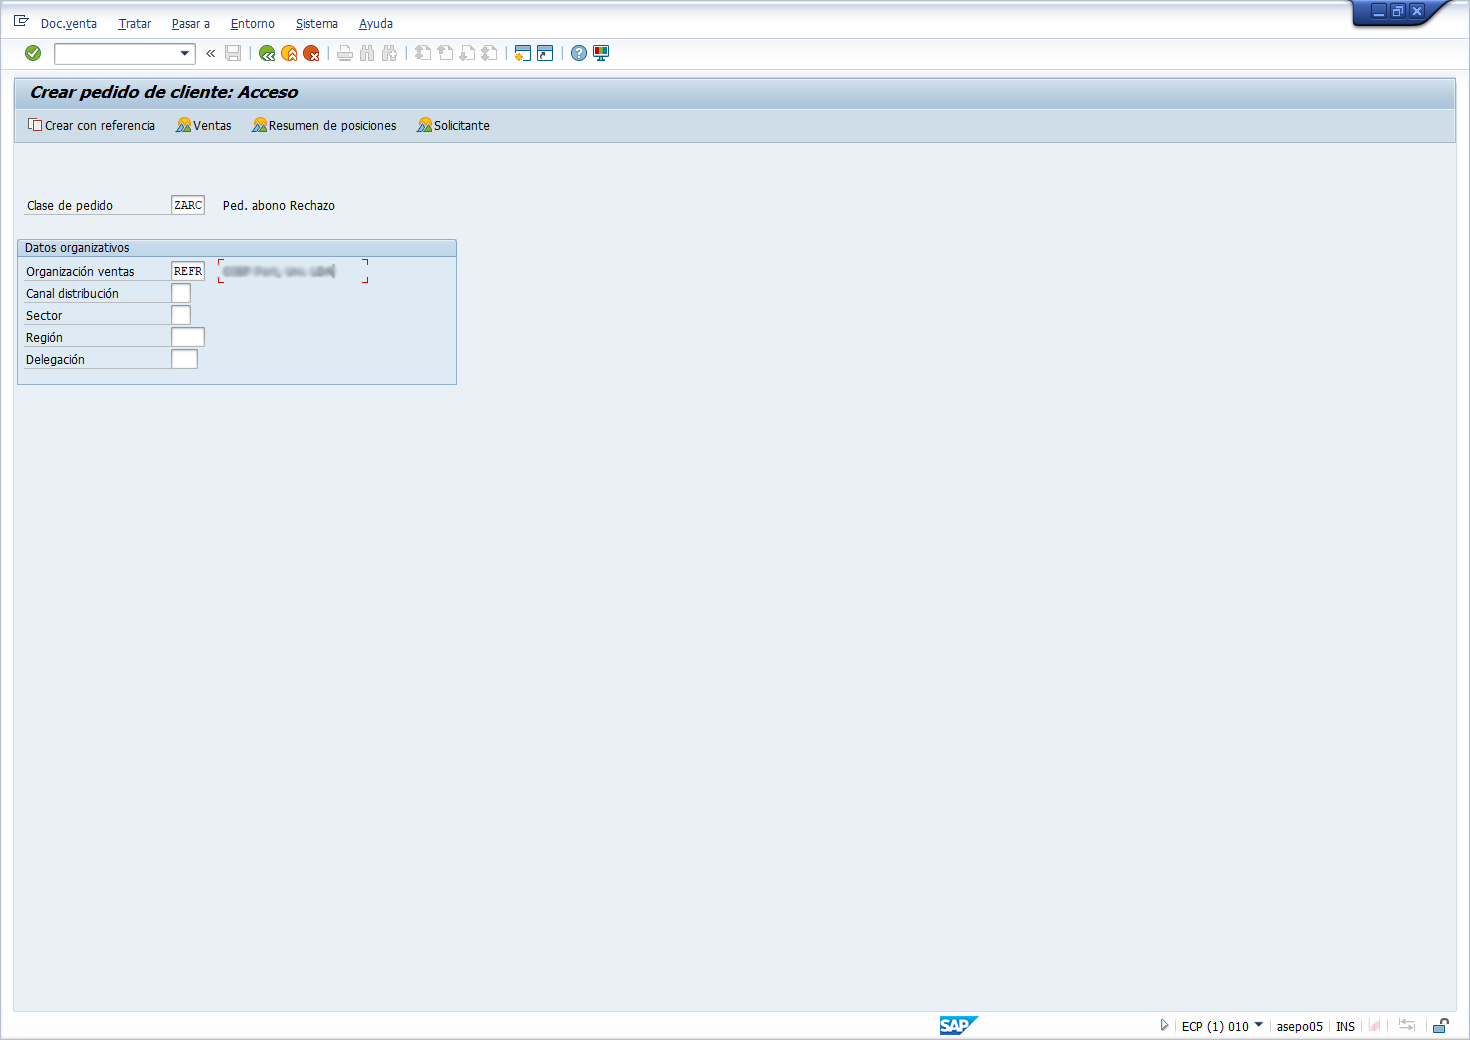 Doc.venta Tratar Pasar a Entorno Sistema Ayuda
Crear pedido de cliente: Acceso
Crear con referencia Ventas Resumen de posiciones Solicitante
Clase de pedido ZARC Ped. abono Rechazo
Datos organizativos
Organización ventas REFR
Canal distribución
Sector
Región
Delegación
SAP ECP (1) 010 asepo05 INS